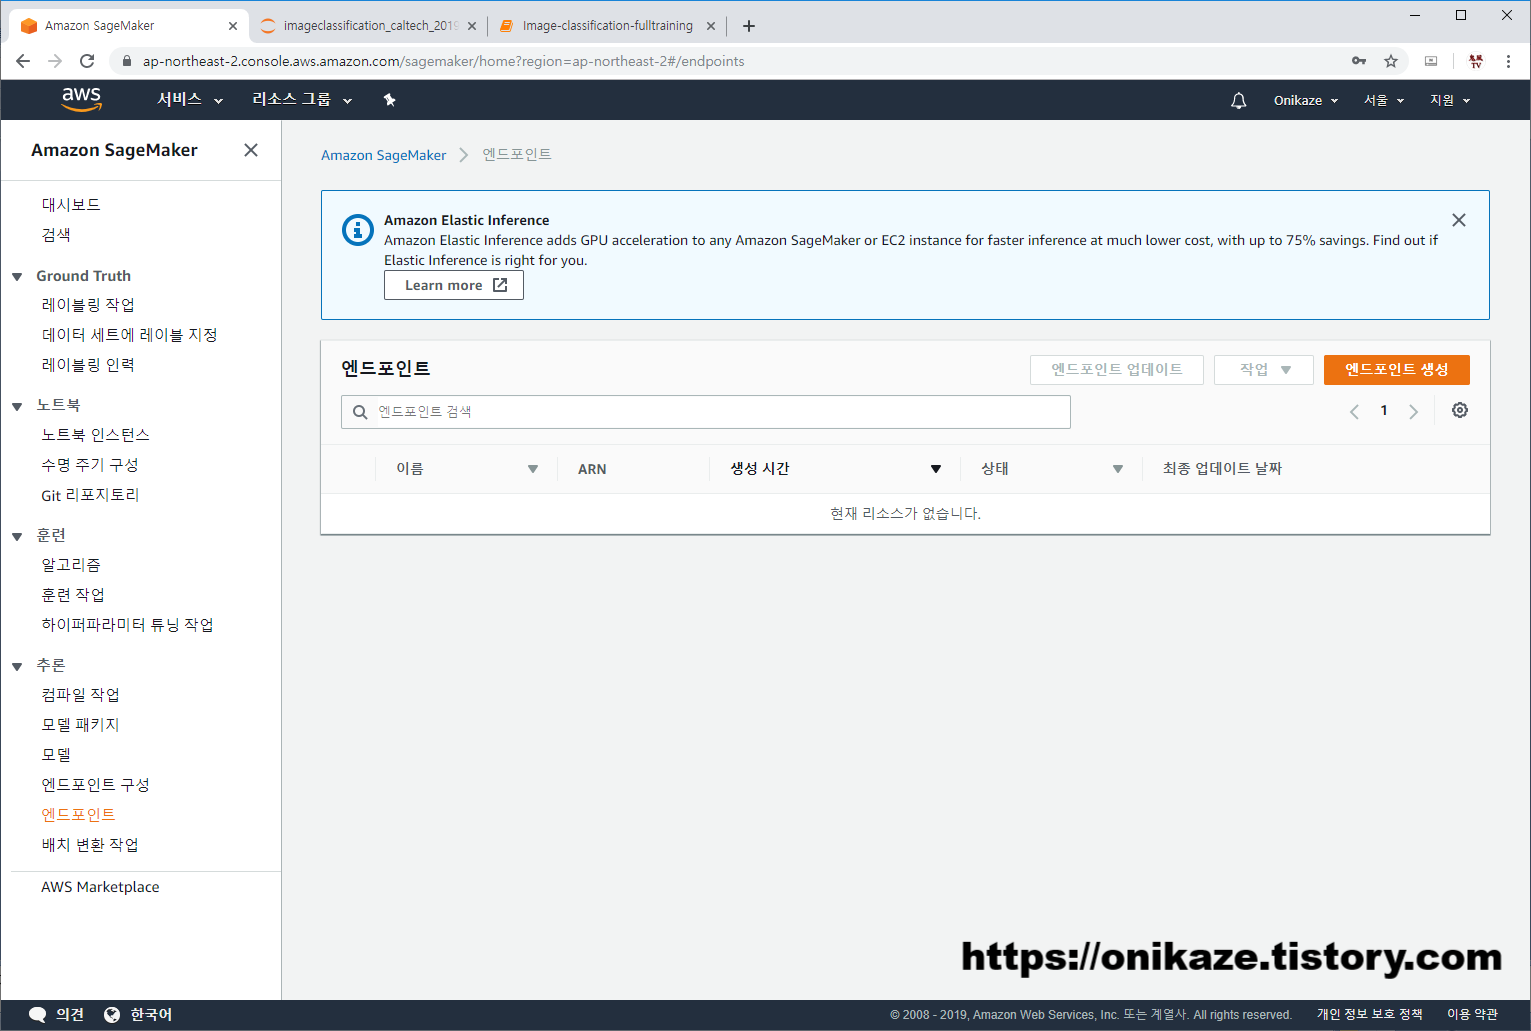 Amazon SageMaker
imageclassification_caltech_2019
Image-classification-fulltraining
ap-northeast-2.console.aws.amazon.com/sagemaker/home?region=ap-northeast-2#/endpoints
aws
서비스
리소스 그룹
Onikaze
서울
지원
Amazon SageMaker
대시보드
검색
Ground Truth
레이블링 작업
데이터 세트에 레이블 지정
레이블링 인력
노트북
노트북 인스턴스
수명 주기 구성
Git 리포지토리
훈련
알고리즘
훈련 작업
하이퍼파라미터 튜닝 작업
추론
컴파일 작업
모델 패키지
모델
엔드포인트 구성
엔드포인트
배치 변환 작업
AWS Marketplace
Amazon SageMaker
엔드포인트
Amazon Elastic Inference
Amazon Elastic Inference adds GPU acceleration to any Amazon SageMaker or EC2 instance for faster inference at much lower cost, with up to 75% savings. Find out if
Elastic Inference is right for you.
Learn more
엔드포인트
엔드포인트 업데이트
작업
엔드포인트 생성
엔드포인트 검색
1
이름
ARN
생성 시간
상태
최종 업데이트 날짜
현재 리소스가 없습니다.
https://onikaze.tistory.com
의견
한국어
© 2008 - 2019, Amazon Web Services, Inc. 또는 계열사. All rights reserved.
개인 정보 보호 정책
이용 약관